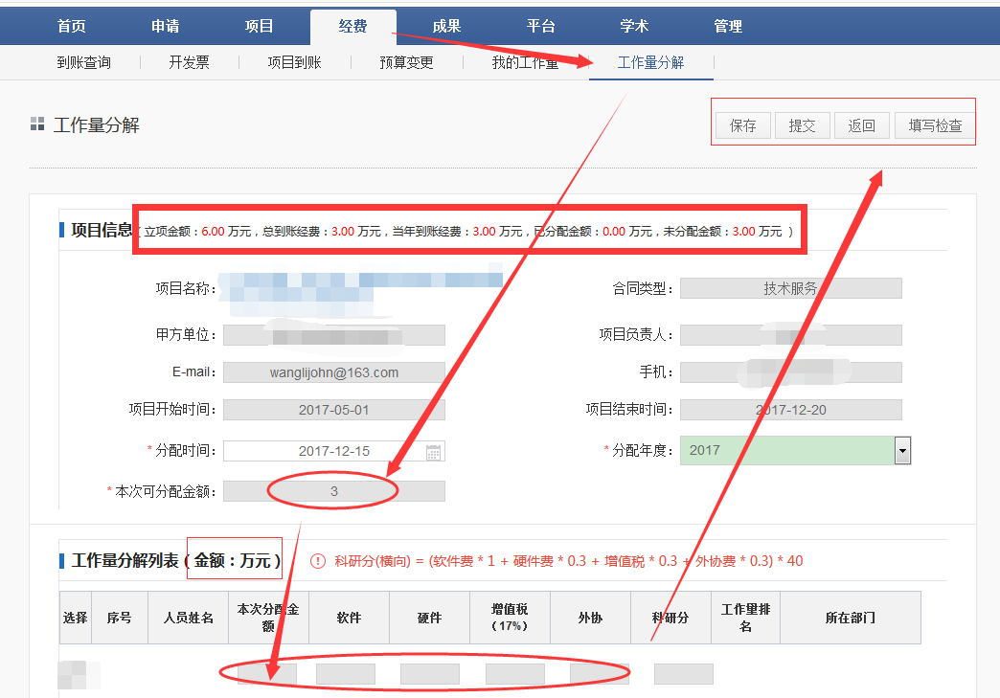 首页 申请 项目 经费 成果 平台 学术 管理
到账查询 开发票 项目到账 预算变更 我的工作量 工作量分解
工作量分解 保存 提交 返回 填写检查
项目信息 (立项金额：6.00 万元，总到账经费：3.00 万元，当年到账经费：3.00 万元，已分配金额：0.00 万元，未分配金额：3.00 万元 )
项目名称： 合同类型： 技术服务
甲方单位： 项目负责人：
E-mail： wanglijohn@163.com 手机：
项目开始时间： 2017-05-01 项目结束时间： 2017-12-20
* 分配时间： 2017-12-15 * 分配年度： 2017
* 本次可分配金额： 3
工作量分解列表 ( 金额：万元 ) 科研分(横向) = (软件费 * 1 + 硬件费 * 0.3 + 增值税 * 0.3 + 外协费 * 0.3) * 40
选择 序号 人员姓名 本次分配金额 软件 硬件 增值税（17%） 外协 科研分 工作量排名 所在部门